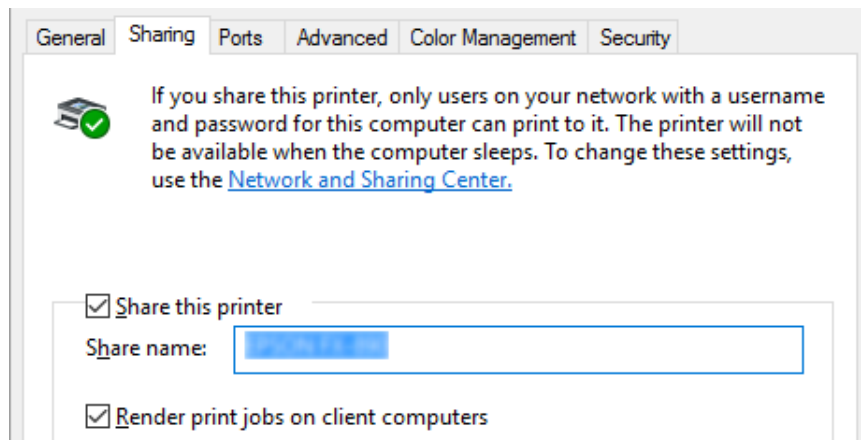 General Sharing Ports Advanced Color Management Security
If you share this printer, only users on your network with a username
and password for this computer can print to it. The printer will not
be available when the computer sleeps. To change these settings,
use the Network and Sharing Center.
Share this printer
Share name:
Render print jobs on client computers